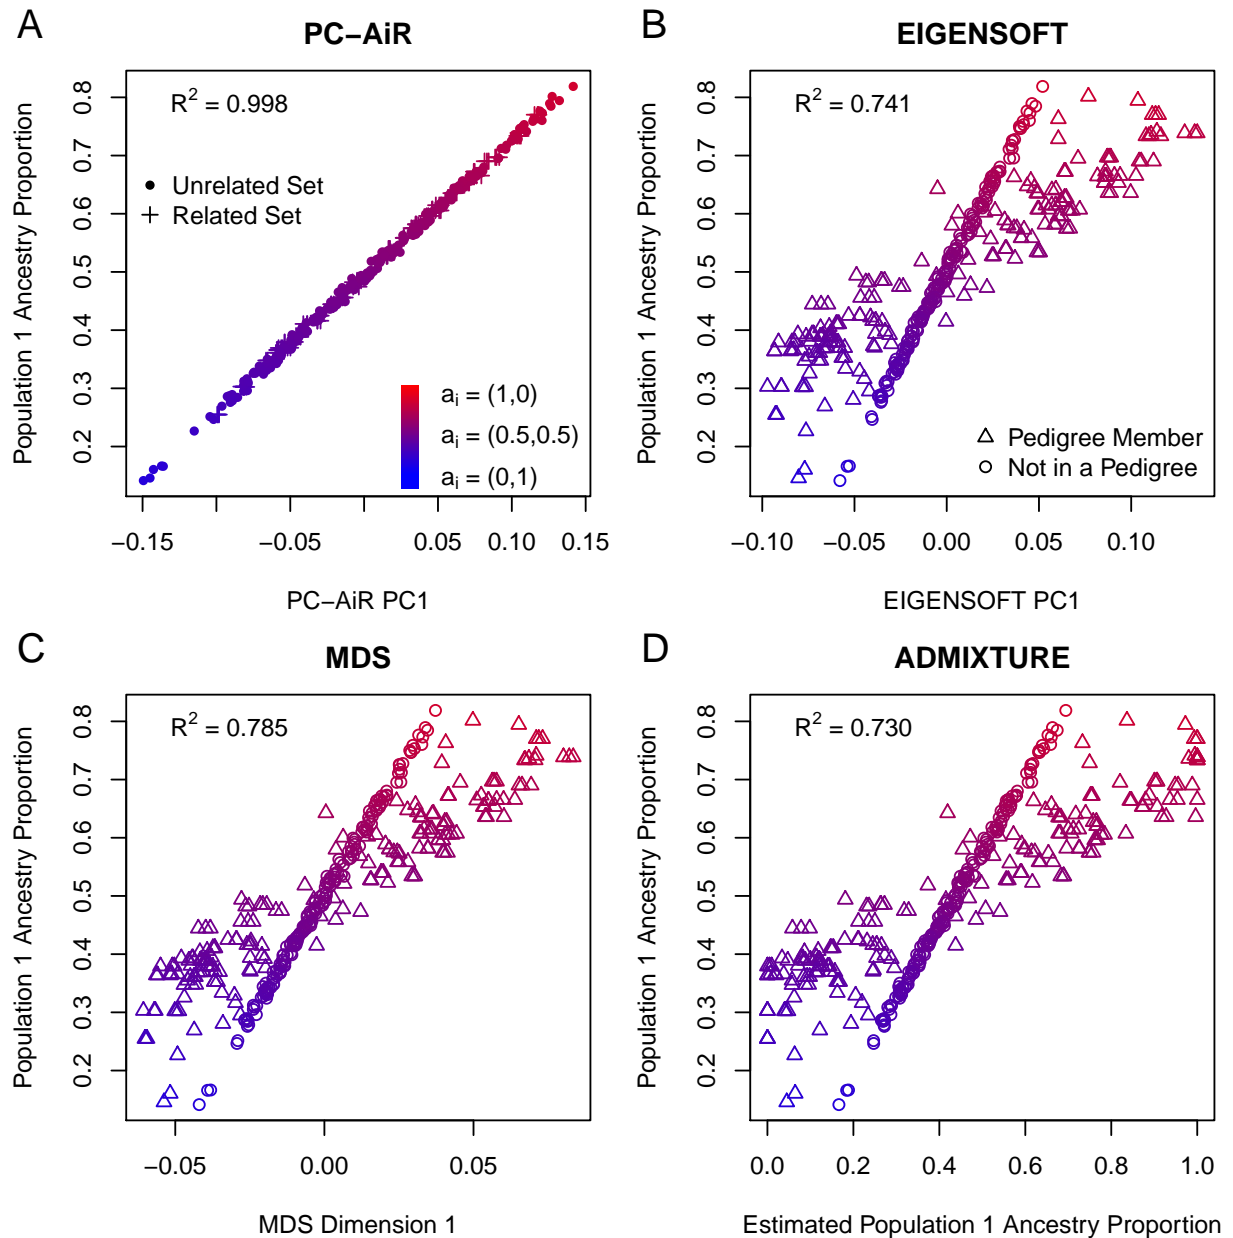 A
PC−AiR
R² = 0.998
Unrelated Set
Related Set
a_i = (1,0)
a_i = (0.5,0.5)
a_i = (0,1)
Population 1 Ancestry Proportion
0.2 0.3 0.4 0.5 0.6 0.7 0.8
−0.15 −0.05 0.05 0.10 0.15
PC−AiR PC1
B
EIGENSOFT
R² = 0.741
Pedigree Member
Not in a Pedigree
Population 1 Ancestry Proportion
0.2 0.3 0.4 0.5 0.6 0.7 0.8
−0.10 −0.05 0.00 0.05 0.10
EIGENSOFT PC1
C
MDS
R² = 0.785
Population 1 Ancestry Proportion
0.2 0.3 0.4 0.5 0.6 0.7 0.8
−0.05 0.00 0.05
MDS Dimension 1
D
ADMIXTURE
R² = 0.730
Population 1 Ancestry Proportion
0.2 0.3 0.4 0.5 0.6 0.7 0.8
0.0 0.2 0.4 0.6 0.8 1.0
Estimated Population 1 Ancestry Proportion